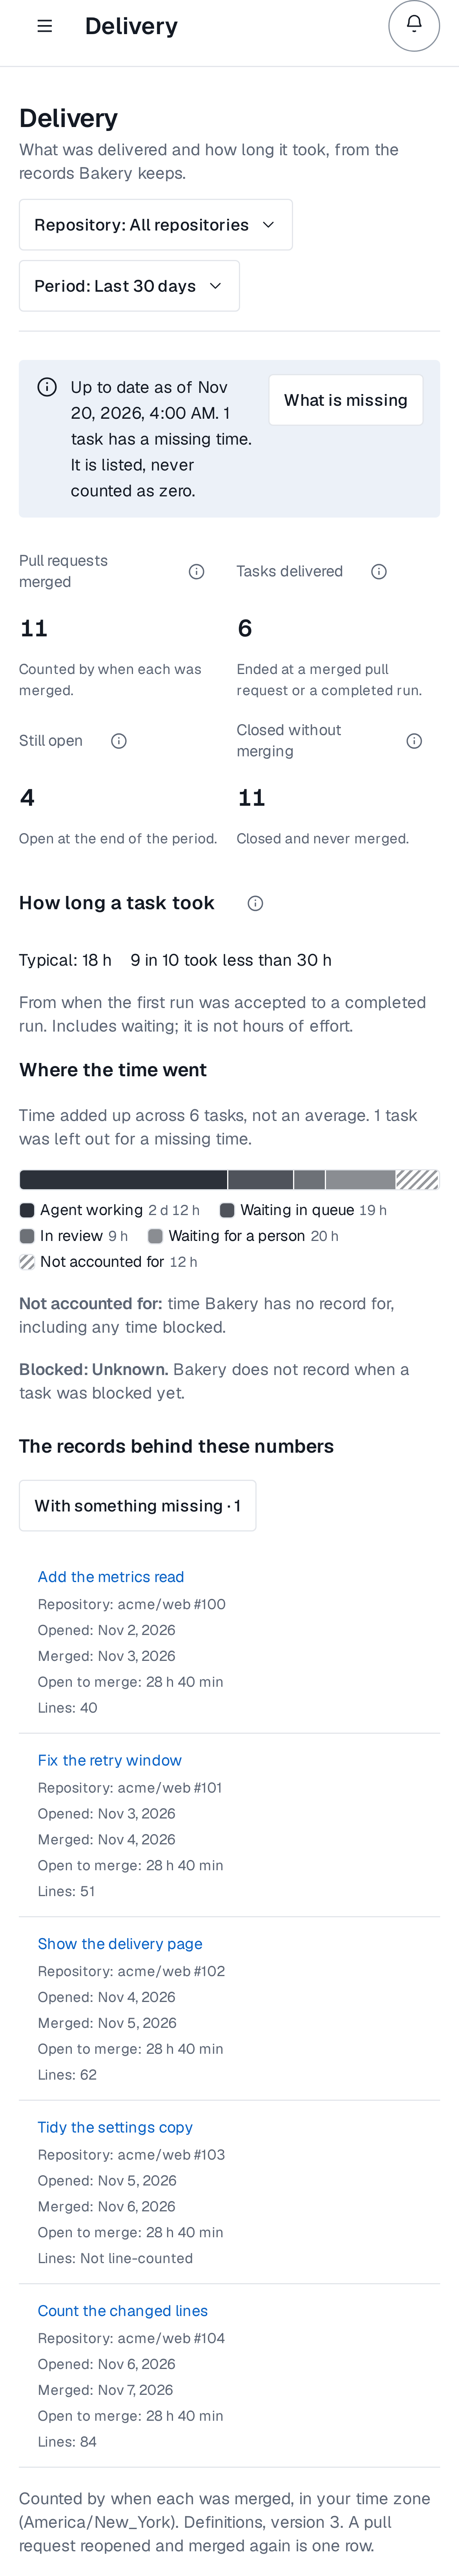 Delivery
Delivery
What was delivered and how long it took, from the
records Bakery keeps.
Repository: All repositories
Period: Last 30 days
Up to date as of Nov
20, 2026, 4:00 AM. 1
task has a missing time.
It is listed, never
counted as zero.
What is missing
Pull requests
merged
Tasks delivered
11
6
Counted by when each was
merged.
Ended at a merged pull
request or a completed run.
Still open
Closed without
merging
4
11
Open at the end of the period.
Closed and never merged.
How long a task took
Typical: 18 h 9 in 10 took less than 30 h
From when the first run was accepted to a completed
run. Includes waiting; it is not hours of effort.
Where the time went
Time added up across 6 tasks, not an average. 1 task
was left out for a missing time.
Agent working 2 d 12 h Waiting in queue 19 h
In review 9 h Waiting for a person 20 h
Not accounted for 12 h
Not accounted for: time Bakery has no record for,
including any time blocked.
Blocked: Unknown. Bakery does not record when a
task was blocked yet.
The records behind these numbers
With something missing · 1
Add the metrics read
Repository: acme/web #100
Opened: Nov 2, 2026
Merged: Nov 3, 2026
Open to merge: 28 h 40 min
Lines: 40
Fix the retry window
Repository: acme/web #101
Opened: Nov 3, 2026
Merged: Nov 4, 2026
Open to merge: 28 h 40 min
Lines: 51
Show the delivery page
Repository: acme/web #102
Opened: Nov 4, 2026
Merged: Nov 5, 2026
Open to merge: 28 h 40 min
Lines: 62
Tidy the settings copy
Repository: acme/web #103
Opened: Nov 5, 2026
Merged: Nov 6, 2026
Open to merge: 28 h 40 min
Lines: Not line-counted
Count the changed lines
Repository: acme/web #104
Opened: Nov 6, 2026
Merged: Nov 7, 2026
Open to merge: 28 h 40 min
Lines: 84
Counted by when each was merged, in your time zone
(America/New_York). Definitions, version 3. A pull
request reopened and merged again is one row.